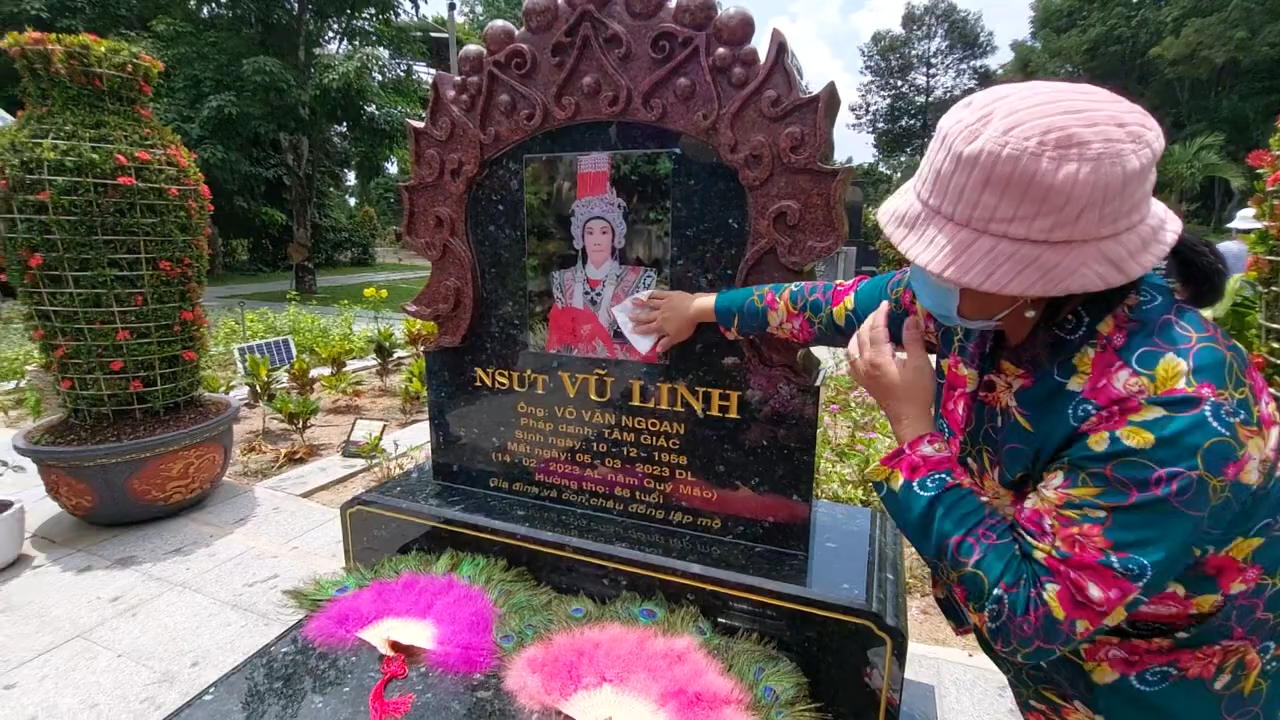 NSƯT VŨ LINH
Ông: VÕ VĂN NGOAN
Pháp danh: TÂM GIÁC
Sinh ngày: 10 - 12 - 1958
Mất ngày: 05 - 03 - 2023 DL
(14 - 02 - 2023 AL năm Quý Mão)
Hưởng thọ: 66 tuổi
Gia đình và con cháu đồng lập mộ